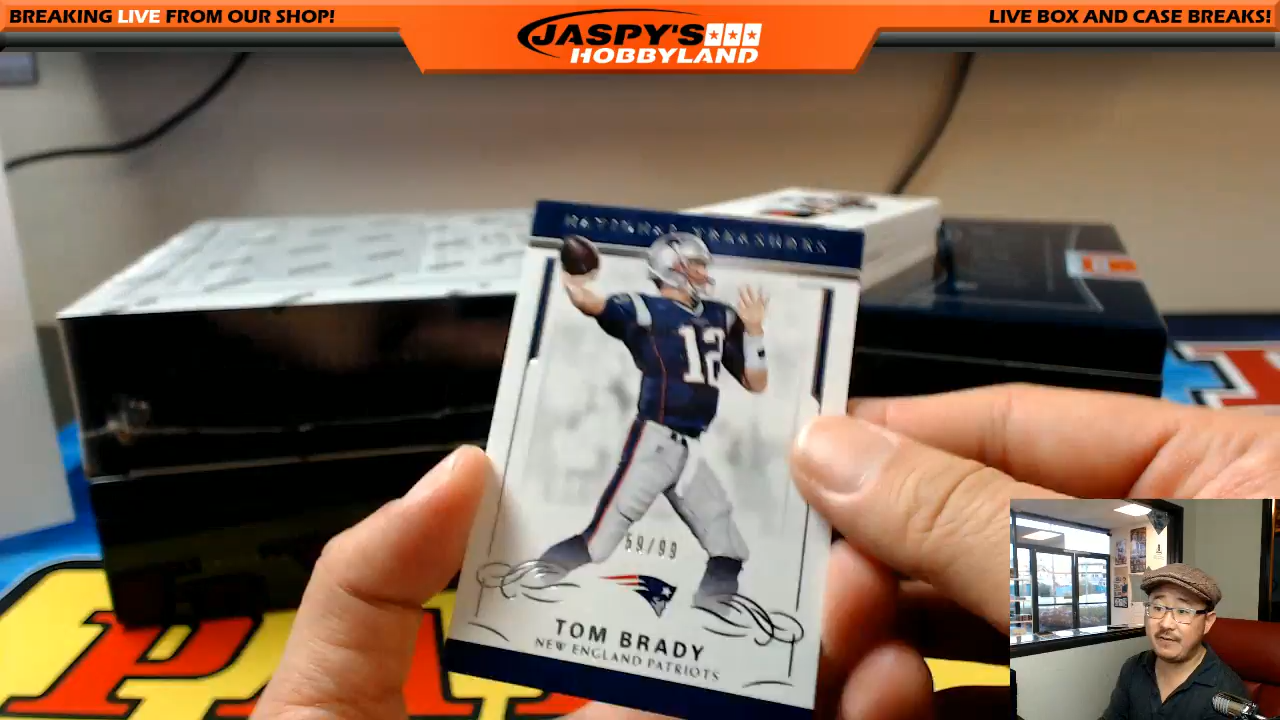 BREAKING LIVE FROM OUR SHOP!
JASPY'S
HOBBYLAND
LIVE BOX AND CASE BREAKS!
NATIONAL TREASURES
12
59/99
TOM BRADY
NEW ENGLAND PATRIOTS